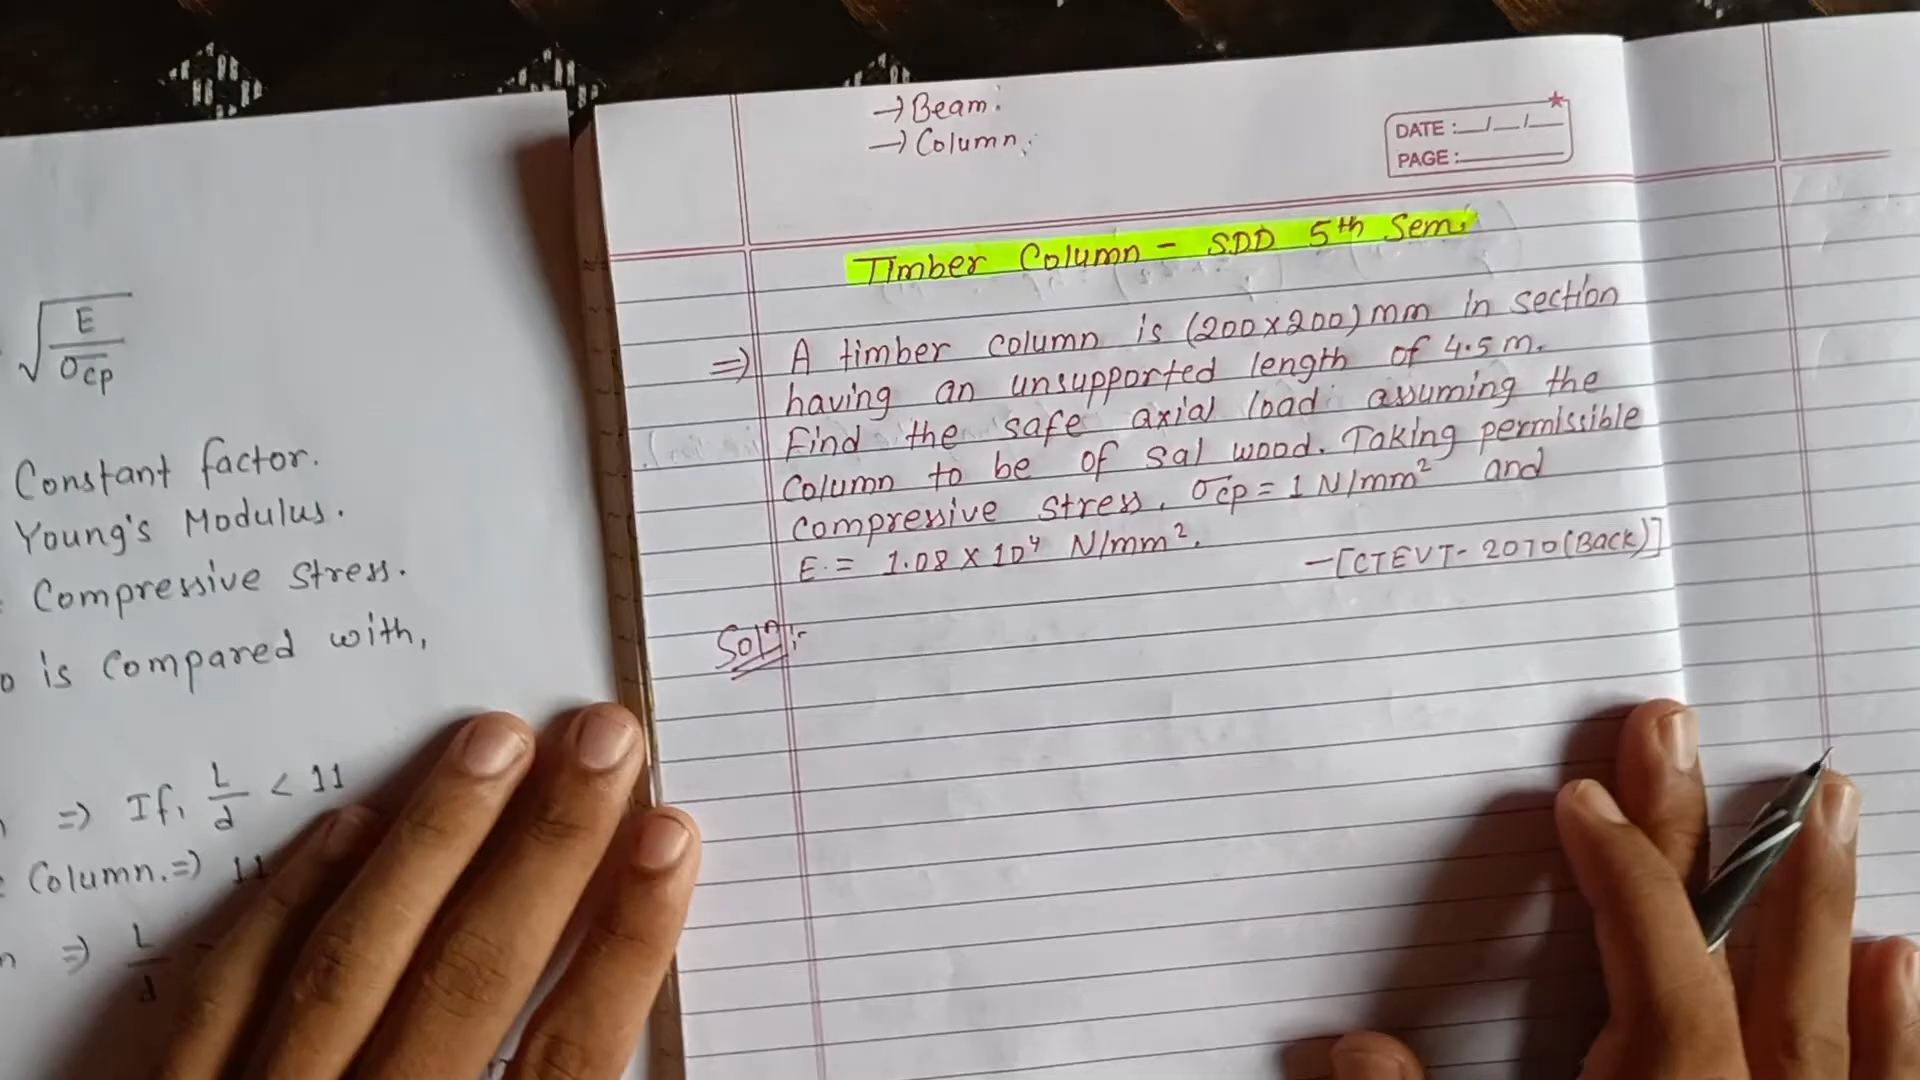 √E/σcp
Constant factor.
Young's Modulus.
Compressive stress.
is compared with,
=> If, L/d < 11
Column.=> 11
=> L/d
→ Beam.
→ Column.
DATE :__/__/__
PAGE :
Timber Column - SDD 5th Sem.
=> A timber column is (200x200)mm in section
having an unsupported length of 4.5m.
Find the safe axial load assuming the
column to be of sal wood. Taking permissible
compressive stress, σcp = 1 N/mm² and
E = 1.08 x 10⁴ N/mm².
-[CTEVT- 2070(Back)]
Solⁿ:-